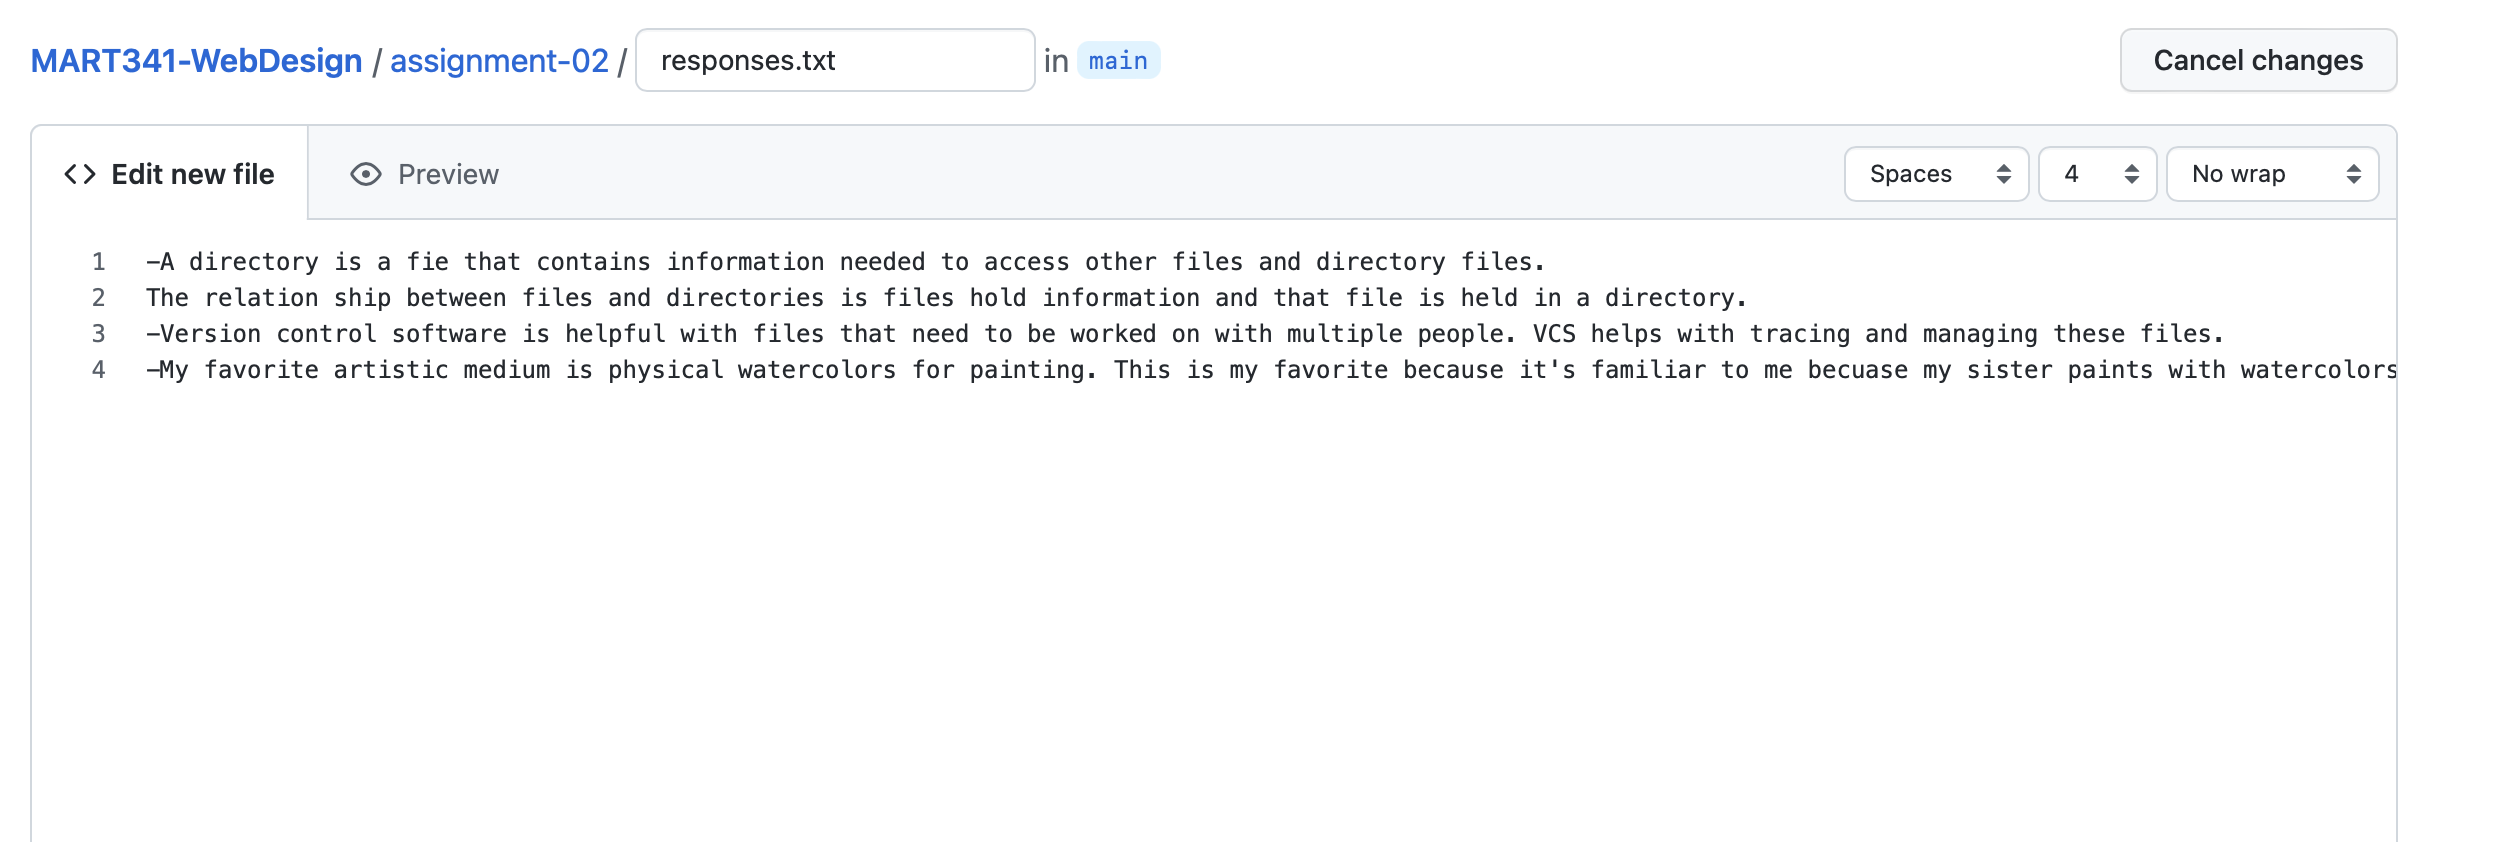 MART341-WebDesign / assignment-02 / responses.txt in main Cancel changes
<> Edit new file Preview Spaces 4 No wrap
1 –A directory is a fie that contains information needed to access other files and directory files.
2 The relation ship between files and directories is files hold information and that file is held in a directory.
3 –Version control software is helpful with files that need to be worked on with multiple people. VCS helps with tracing and managing these files.
4 –My favorite artistic medium is physical watercolors for painting. This is my favorite because it's familiar to me becuase my sister paints with watercolors